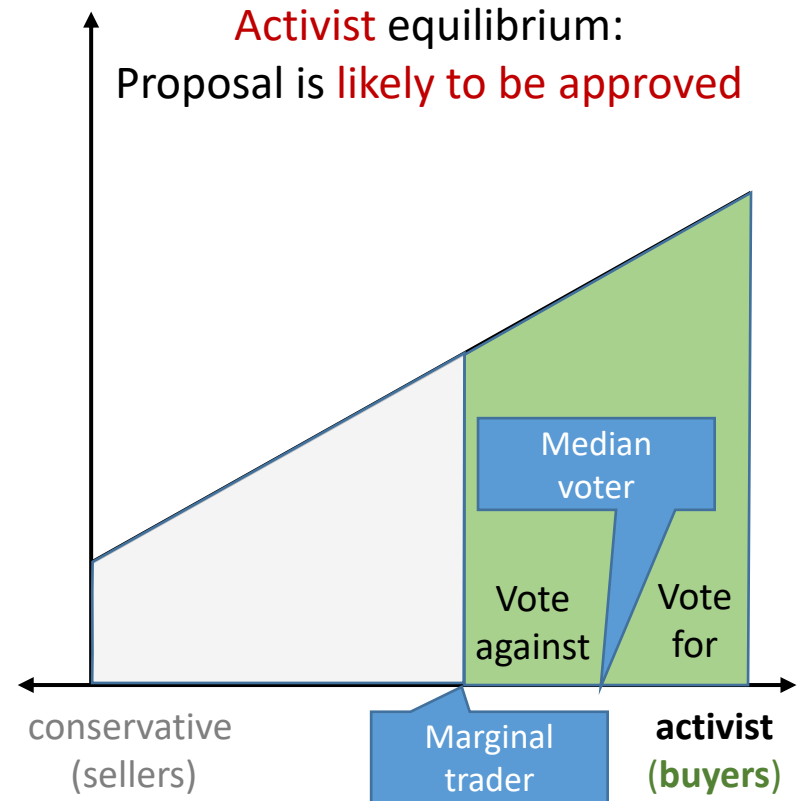 Activist equilibrium:
Proposal is likely to be approved
Median
voter
Vote
against
Vote
for
conservative
(sellers)
Marginal
trader
activist
(buyers)